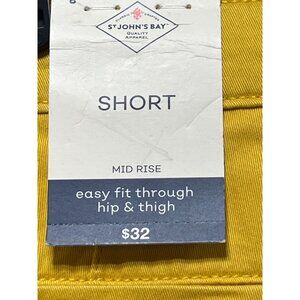 ST JOHN'S BAY
QUALITY
APPAREL
SHORT
MID RISE
easy fit through
hip & thigh
$32